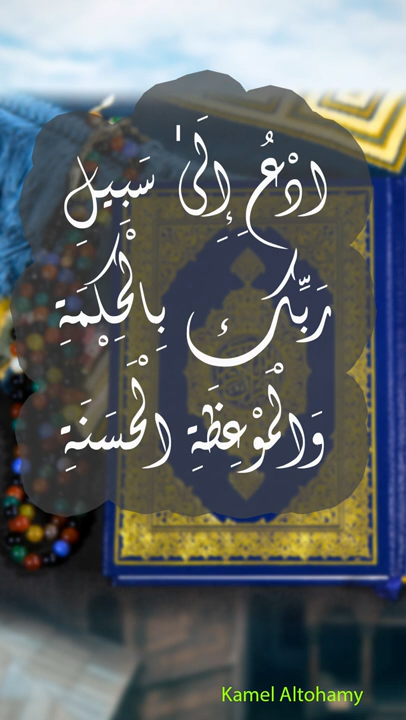 ادْعُ إِلَىٰ سَبِيلِ
رَبِّكَ بِالْحِكْمَةِ
وَالْمَوْعِظَةِ الْحَسَنَةِ
Kamel Altohamy